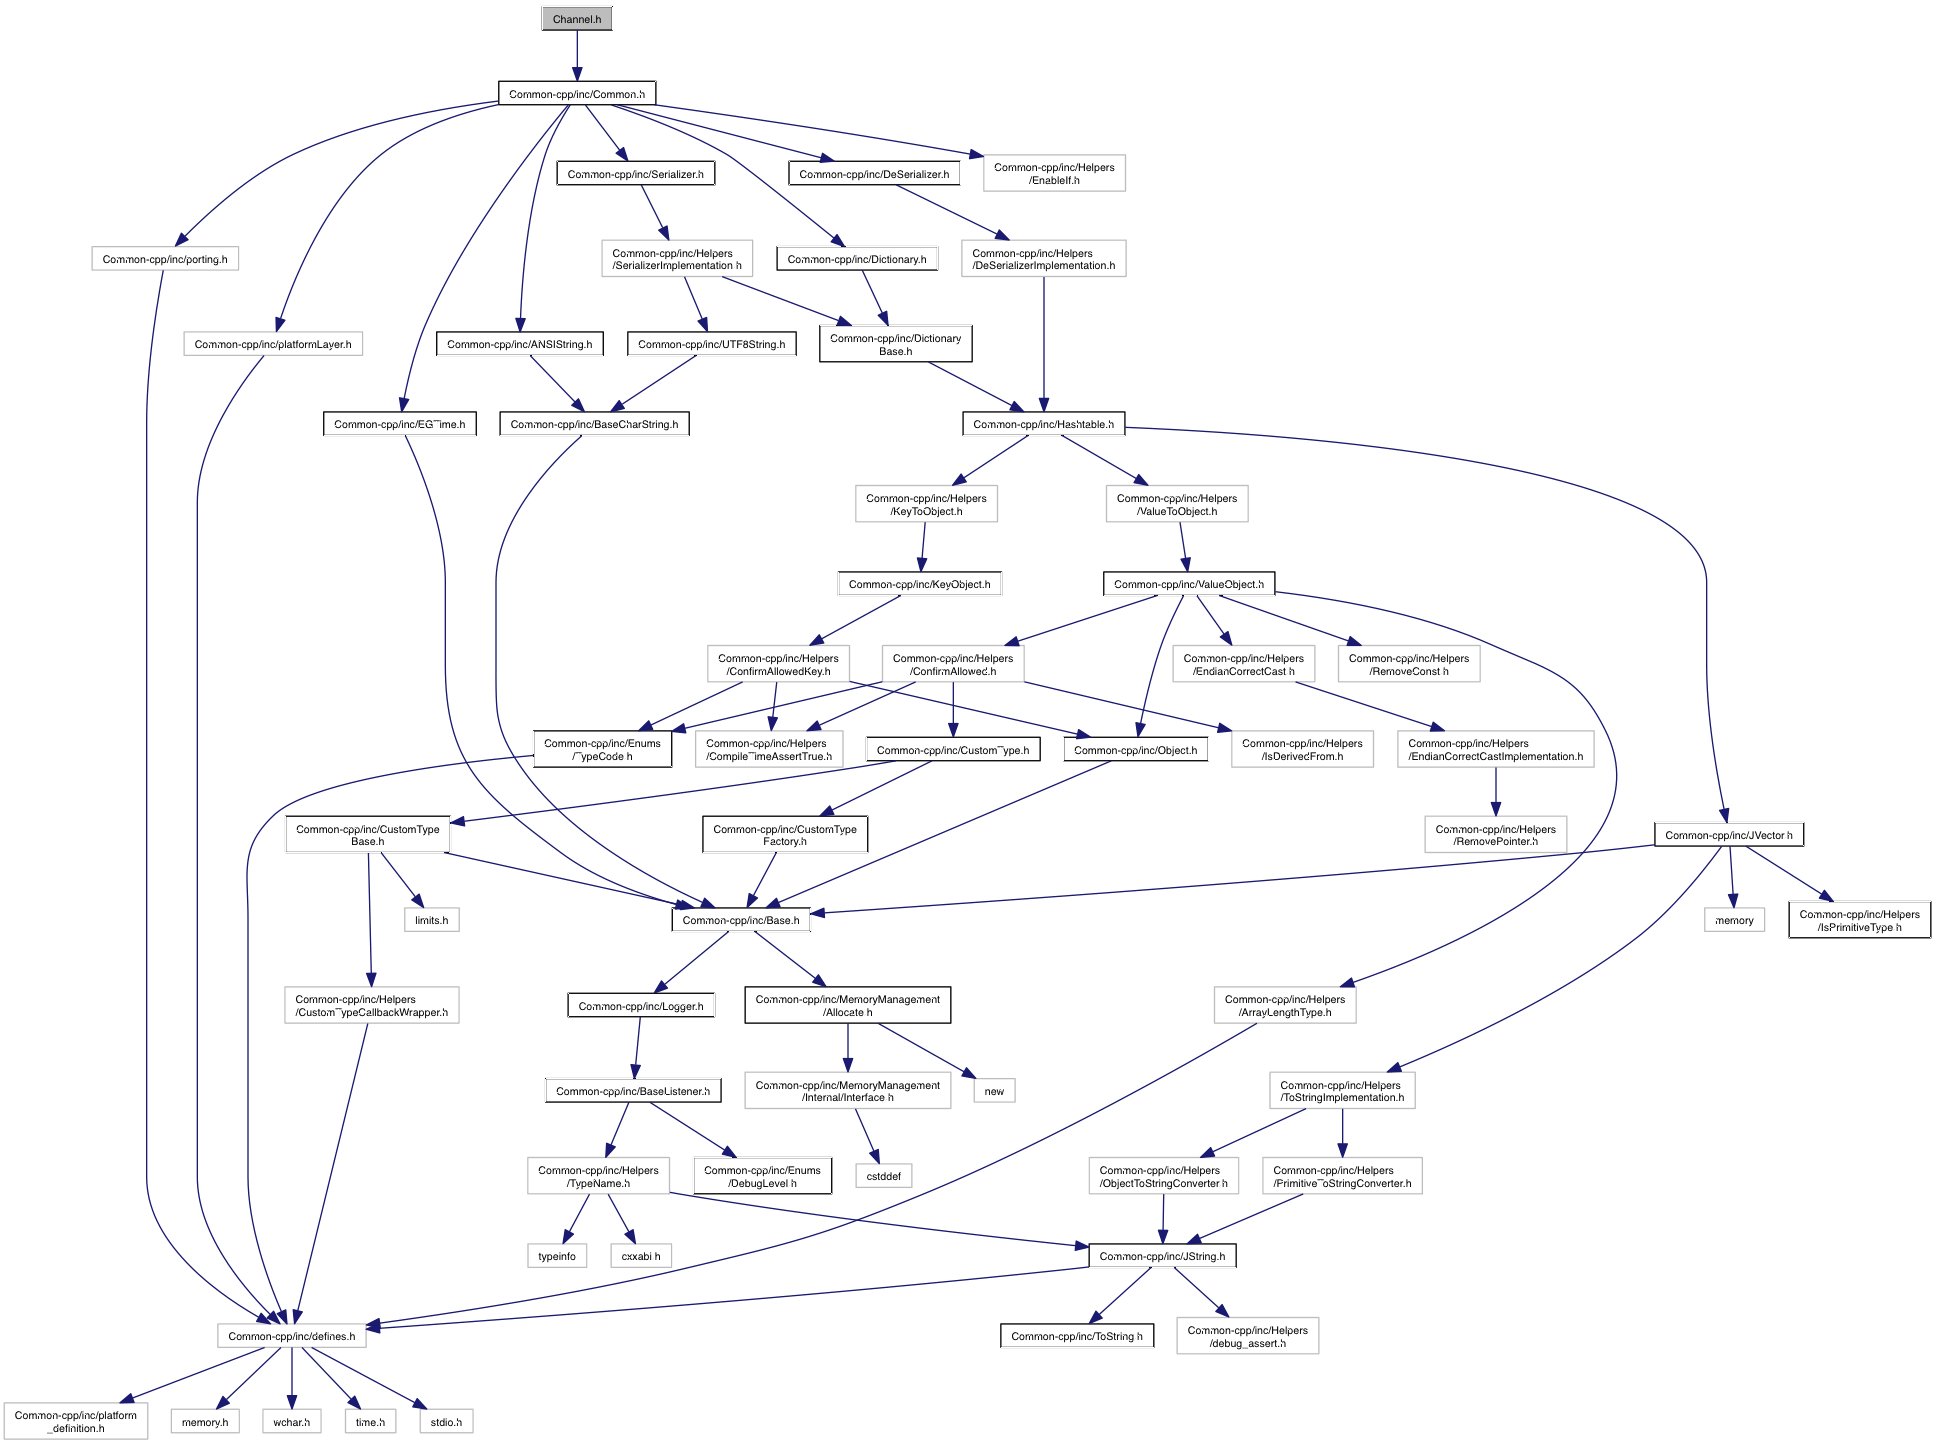 Channel.h
Common-cpp/inc/Common.h
Common-cpp/inc/Serializer.h
Common-cpp/inc/DeSerializer.h
Common-cpp/inc/Helpers
/EnableIf.h
Common-cpp/inc/porting.h
Common-cpp/inc/Helpers
/SerializerImplementation.h
Common-cpp/inc/Dictionary.h
Common-cpp/inc/Helpers
/DeSerializerImplementation.h
Common-cpp/inc/platformLayer.h
Common-cpp/inc/ANSIString.h
Common-cpp/inc/UTF8String.h
Common-cpp/inc/Dictionary
Base.h
Common-cpp/inc/EGTime.h
Common-cpp/inc/BaseCharString.h
Common-cpp/inc/Hashtable.h
Common-cpp/inc/Helpers
/KeyToObject.h
Common-cpp/inc/Helpers
/ValueToObject.h
Common-cpp/inc/KeyObject.h
Common-cpp/inc/ValueObject.h
Common-cpp/inc/Helpers
/ConfirmAllowedKey.h
Common-cpp/inc/Helpers
/ConfirmAllowed.h
Common-cpp/inc/Helpers
/EndianCorrectCast.h
Common-cpp/inc/Helpers
/RemoveConst.h
Common-cpp/inc/Enums
/TypeCode.h
Common-cpp/inc/Helpers
/CompileTimeAssertTrue.h
Common-cpp/inc/CustomType.h
Common-cpp/inc/Object.h
Common-cpp/inc/Helpers
/IsDerivedFrom.h
Common-cpp/inc/Helpers
/EndianCorrectCastImplementation.h
Common-cpp/inc/CustomType
Base.h
Common-cpp/inc/CustomType
Factory.h
Common-cpp/inc/Helpers
/RemovePointer.h
Common-cpp/inc/JVector.h
limits.h
Common-cpp/inc/Base.h
memory
Common-cpp/inc/Helpers
/IsPrimitiveType.h
Common-cpp/inc/Helpers
/CustomTypeCallbackWrapper.h
Common-cpp/inc/Logger.h
Common-cpp/inc/MemoryManagement
/Allocate.h
Common-cpp/inc/Helpers
/ArrayLengthType.h
Common-cpp/inc/BaseListener.h
Common-cpp/inc/MemoryManagement
/Internal/Interface.h
new
Common-cpp/inc/Helpers
/ToStringImplementation.h
Common-cpp/inc/Helpers
/TypeName.h
Common-cpp/inc/Enums
/DebugLevel.h
cstddef
Common-cpp/inc/Helpers
/ObjectToStringConverter.h
Common-cpp/inc/Helpers
/PrimitiveToStringConverter.h
typeinfo
cxxabi.h
Common-cpp/inc/JString.h
Common-cpp/inc/defines.h
Common-cpp/inc/ToString.h
Common-cpp/inc/Helpers
/debug_assert.h
Common-cpp/inc/platform
_definition.h
memory.h
wchar.h
time.h
stdio.h